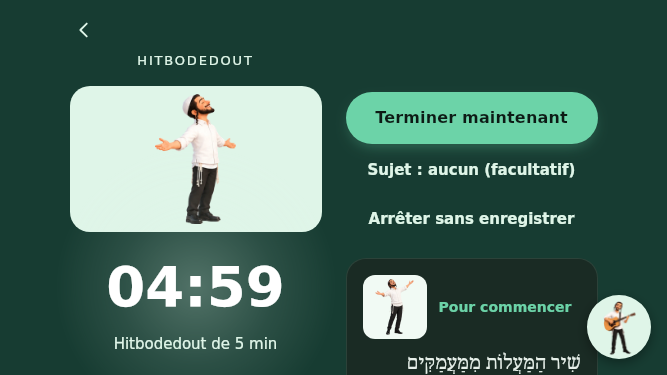 HITBODEDOUT
04:59
Hitbodedout de 5 min
Terminer maintenant
Sujet : aucun (facultatif)
Arrêter sans enregistrer
Pour commencer
שִׁיר הַמַּעֲלוֹת מִמַּעֲמַקִּים